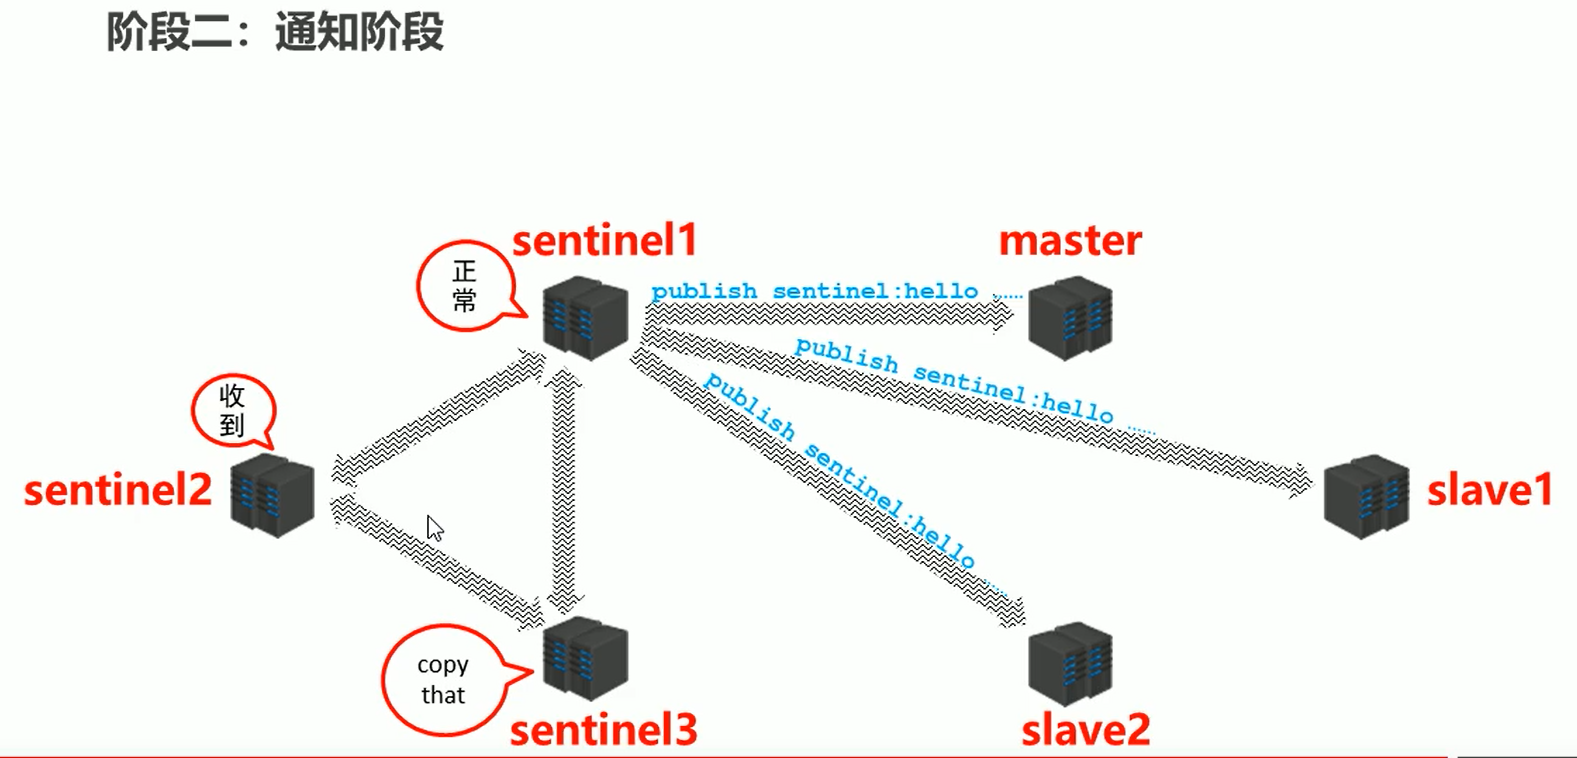 阶段二：通知阶段
sentinel1
master
正
常
publish sentinel:hello ......
publish sentinel:hello ......
publish sentinel:hello ......
收
到
sentinel2
slave1
copy
that
sentinel3
slave2